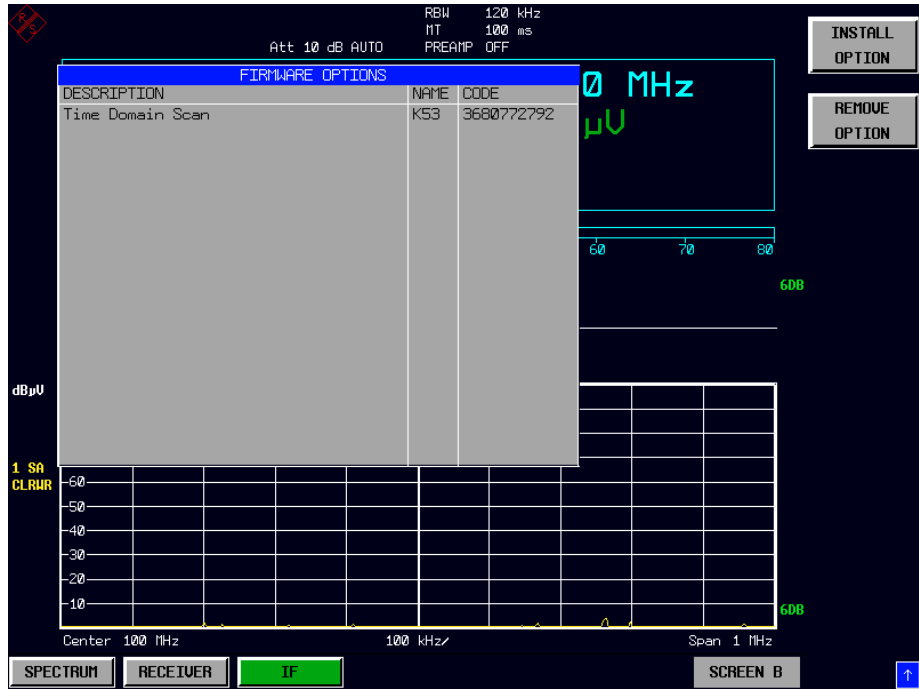 RBW 120 kHz
MT 100 ms
Att 10 dB AUTO PREAMP OFF
INSTALL
OPTION
FIRMWARE OPTIONS
0 MHz
DESCRIPTION NAME CODE
REMOVE
OPTION
Time Domain Scan K53 3680772792
µV
60 70 80
6DB
dBµV
1 SA
CLRWR
-60
-50
-40
-30
-20
-10
6DB
Center 100 MHz 100 kHz/ Span 1 MHz
SPECTRUM RECEIVER IF SCREEN B ↑